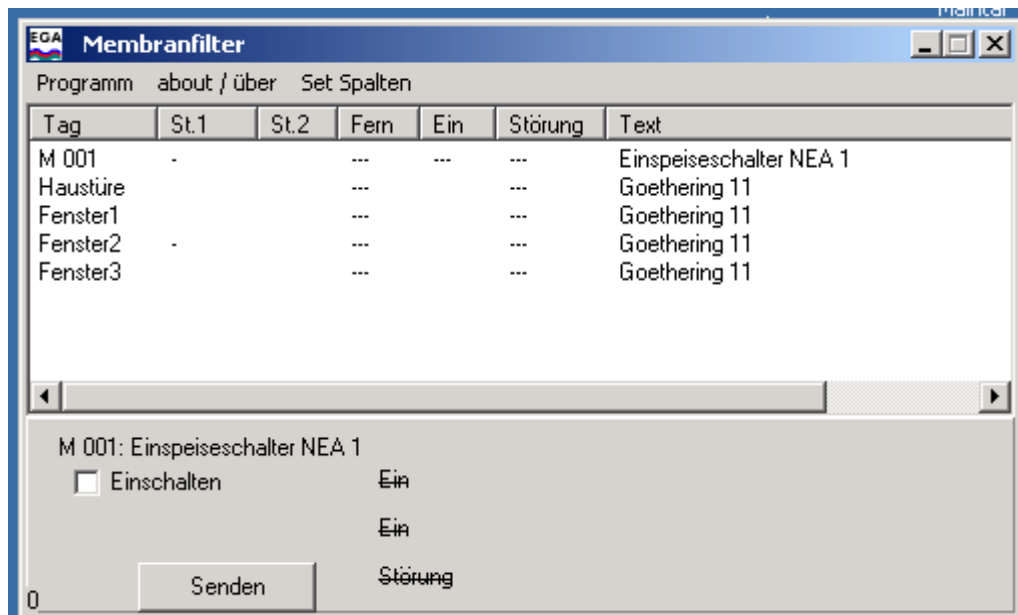 Maintal
EGA Membranfilter
Programm about / über Set Spalten
Tag St.1 St.2 Fern Ein Störung Text
M 001 - --- --- --- Einspeiseschalter NEA 1
Haustüre --- --- Goethering 11
Fenster1 --- --- Goethering 11
Fenster2 - --- --- Goethering 11
Fenster3 --- --- Goethering 11
M 001: Einspeiseschalter NEA 1
Einschalten Ein
Ein
Senden Störung
0